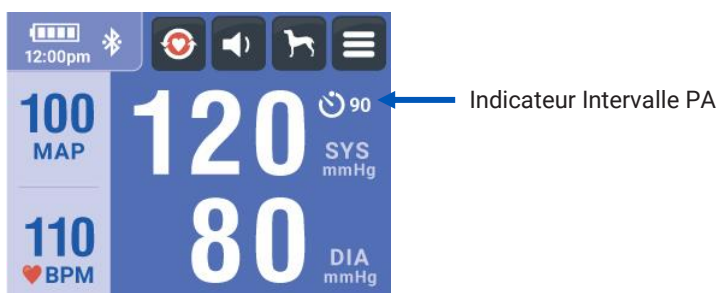 12:00pm
100
MAP
120
90
SYS
mmHg
Indicateur Intervalle PA
110
BPM
80
DIA
mmHg